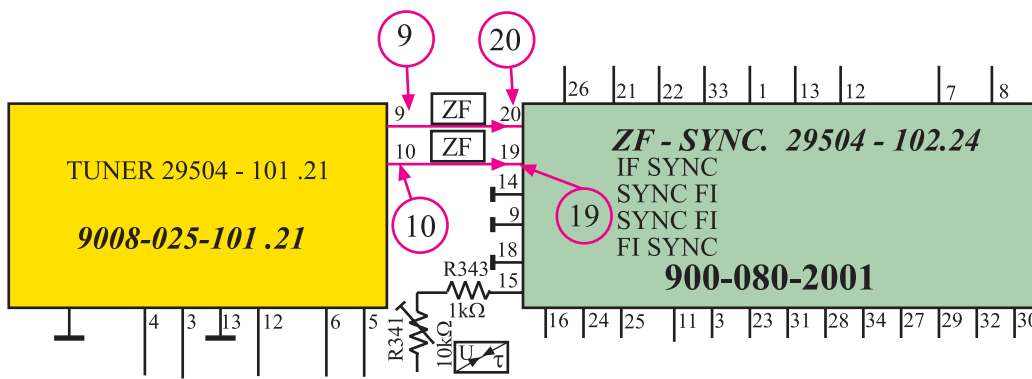 9
20
26 21 22 33 1 13 12 7 8
9 ZF 20
10 ZF 19
14
9
18
15
TUNER 29504 - 101 .21
9008-025-101 .21
10
19
ZF - SYNC. 29504 - 102.24
IF SYNC
SYNC FI
SYNC FI
FI SYNC
900-080-2001
R343
1kΩ
R341
10kΩ
U τ
4 3 13 12 6 5
16 24 25 11 3 23 31 28 34 27 29 32 30